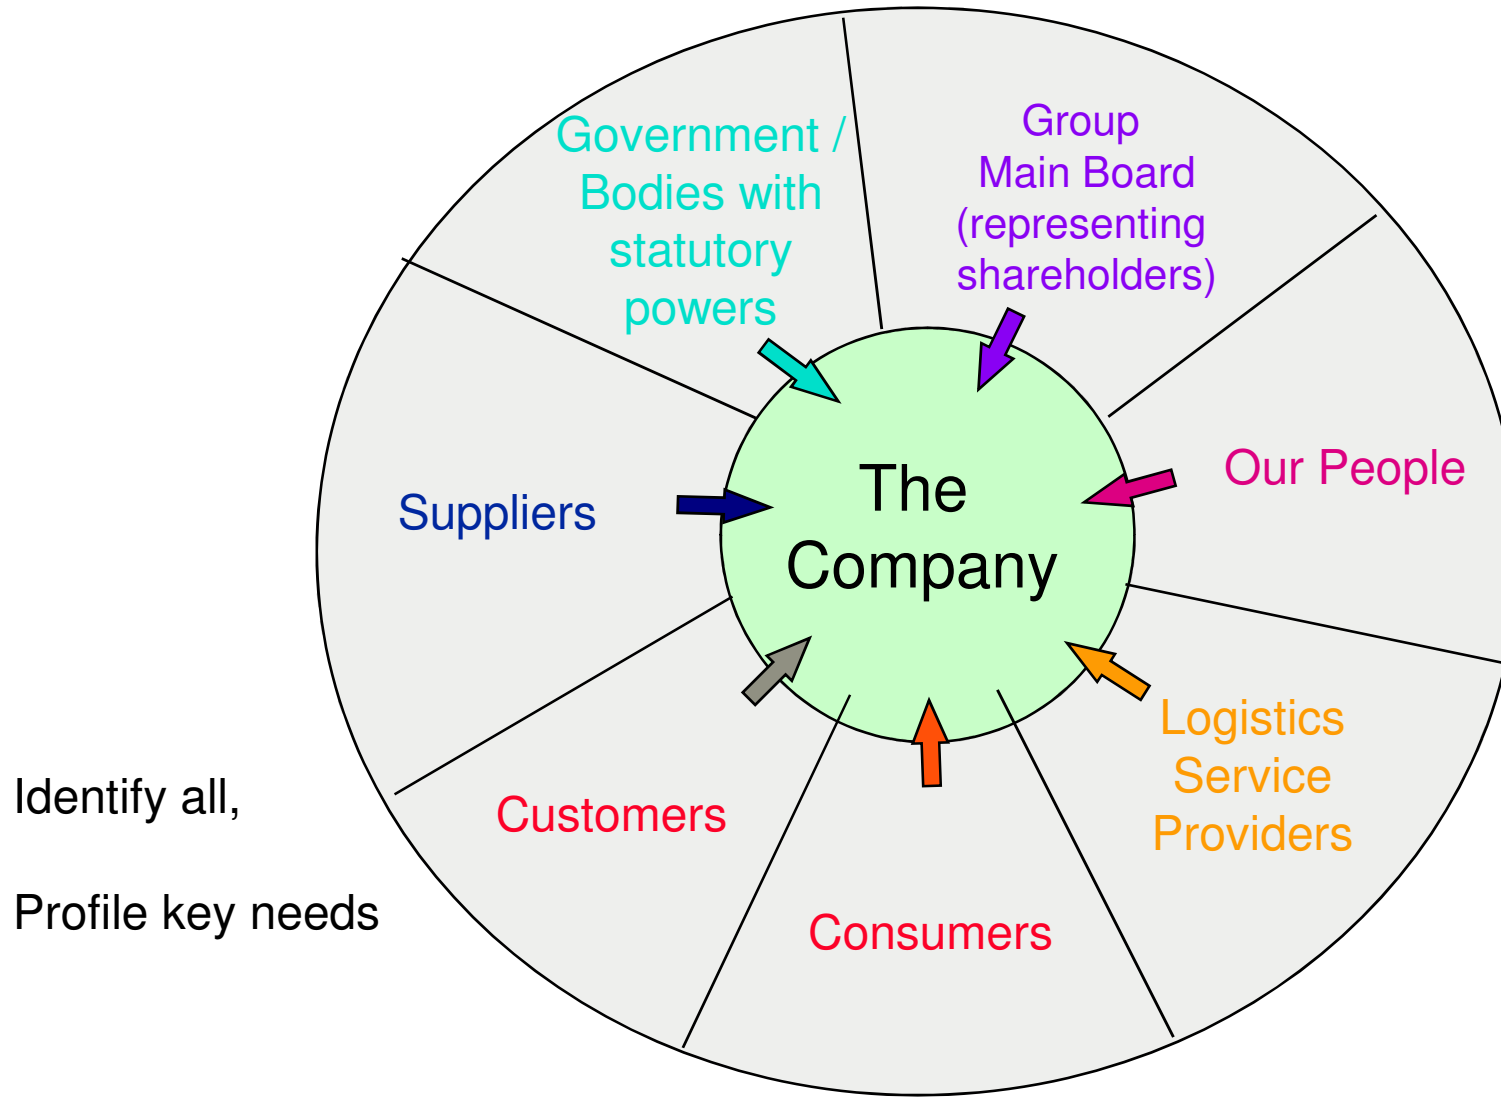 Government /
Bodies with
statutory
powers
Group
Main Board
(representing
shareholders)
Our People
Suppliers
The
Company
Logistics
Service
Providers
Customers
Consumers
Identify all,
Profile key needs